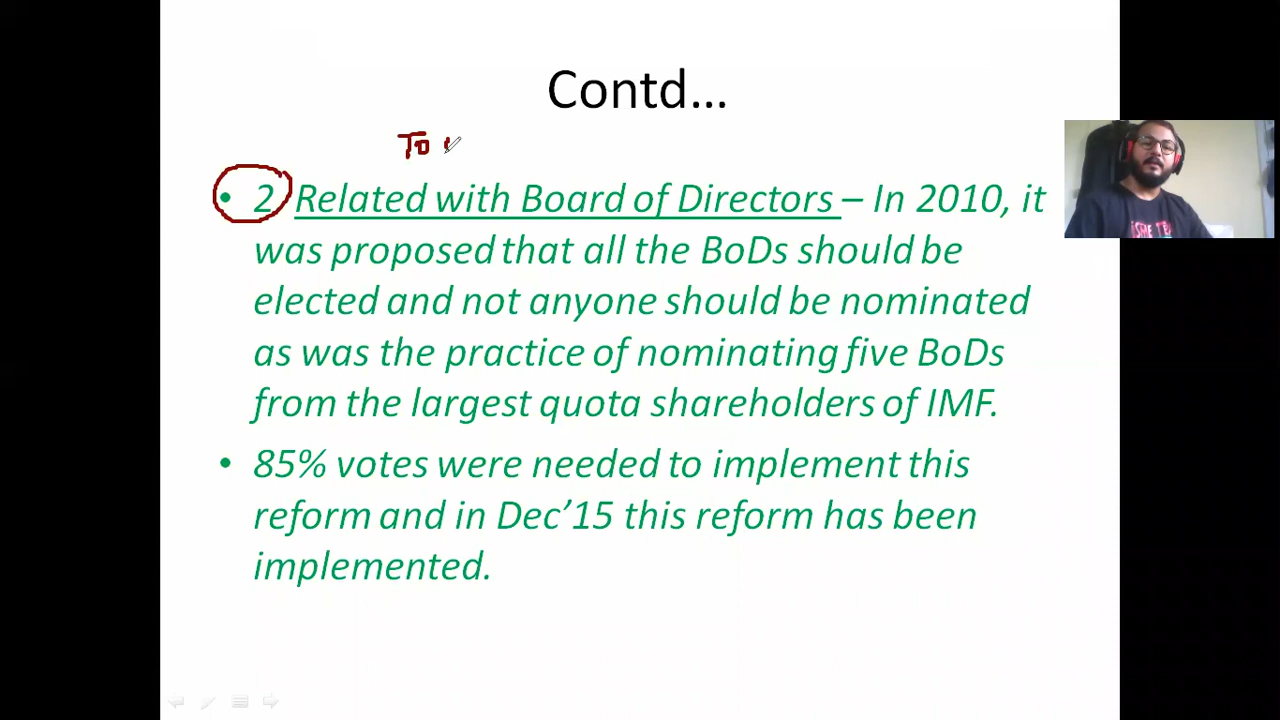 Contd...
To
• 2 Related with Board of Directors – In 2010, it
was proposed that all the BoDs should be
elected and not anyone should be nominated
as was the practice of nominating five BoDs
from the largest quota shareholders of IMF.
• 85% votes were needed to implement this
reform and in Dec’15 this reform has been
implemented.